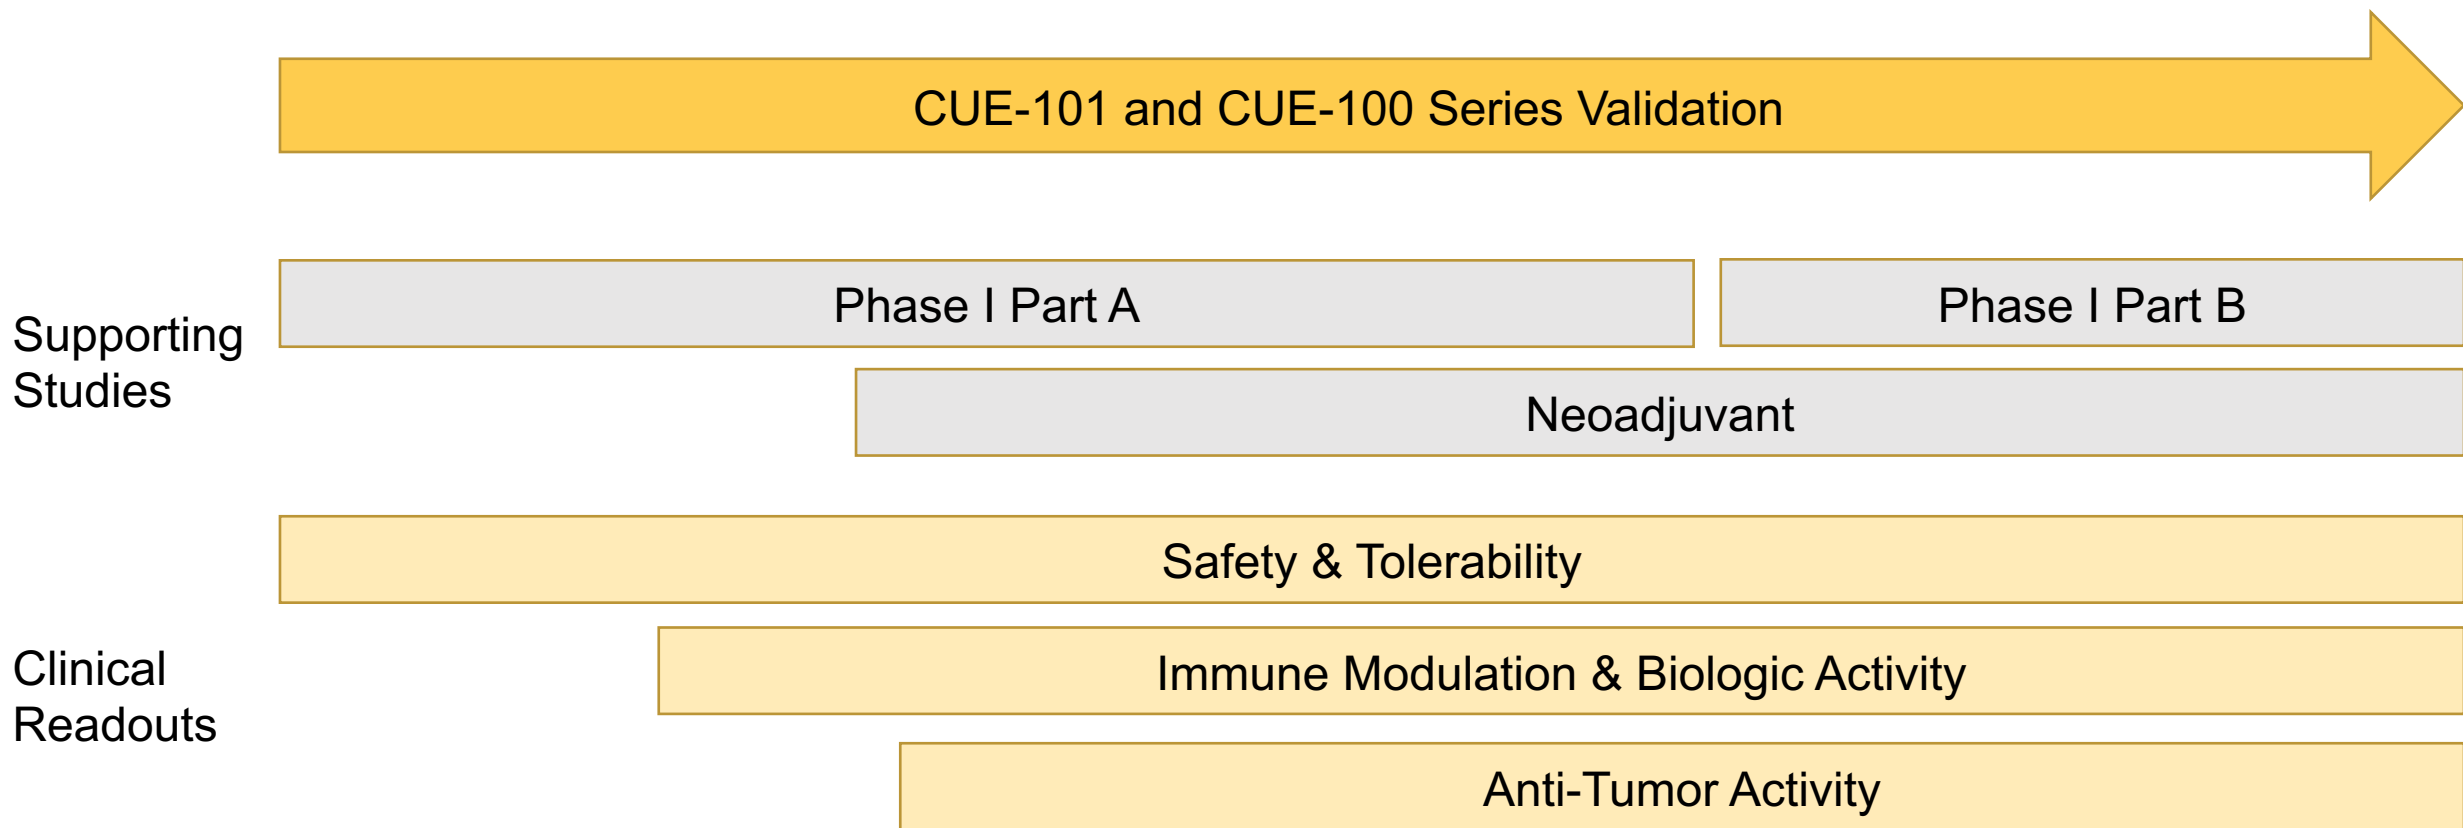 CUE-101 and CUE-100 Series Validation
Supporting
Studies
Phase I Part A
Phase I Part B
Neoadjuvant
Clinical
Readouts
Safety & Tolerability
Immune Modulation & Biologic Activity
Anti-Tumor Activity